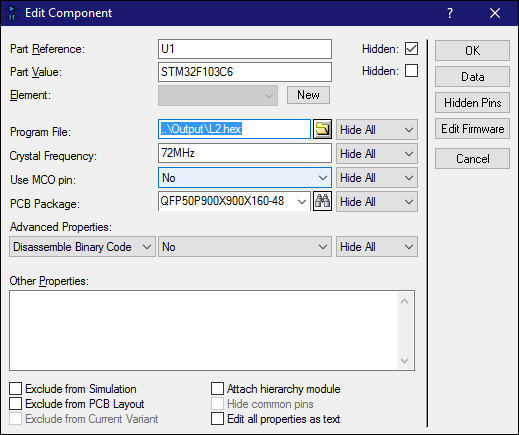 Edit Component ? ×
Part Reference: U1 Hidden: OK
Part Value: STM32F103C6 Hidden: Data
Element: New Hidden Pins
Program File: ..\Output\L2.hex Hide All Edit Firmware
Crystal Frequency: 72MHz Hide All
Use MCO pin: No Hide All Cancel
PCB Package: QFP50P900X900X160-48 Hide All
Advanced Properties:
Disassemble Binary Code No Hide All
Other Properties:
Exclude from Simulation Attach hierarchy module
Exclude from PCB Layout Hide common pins
Exclude from Current Variant Edit all properties as text